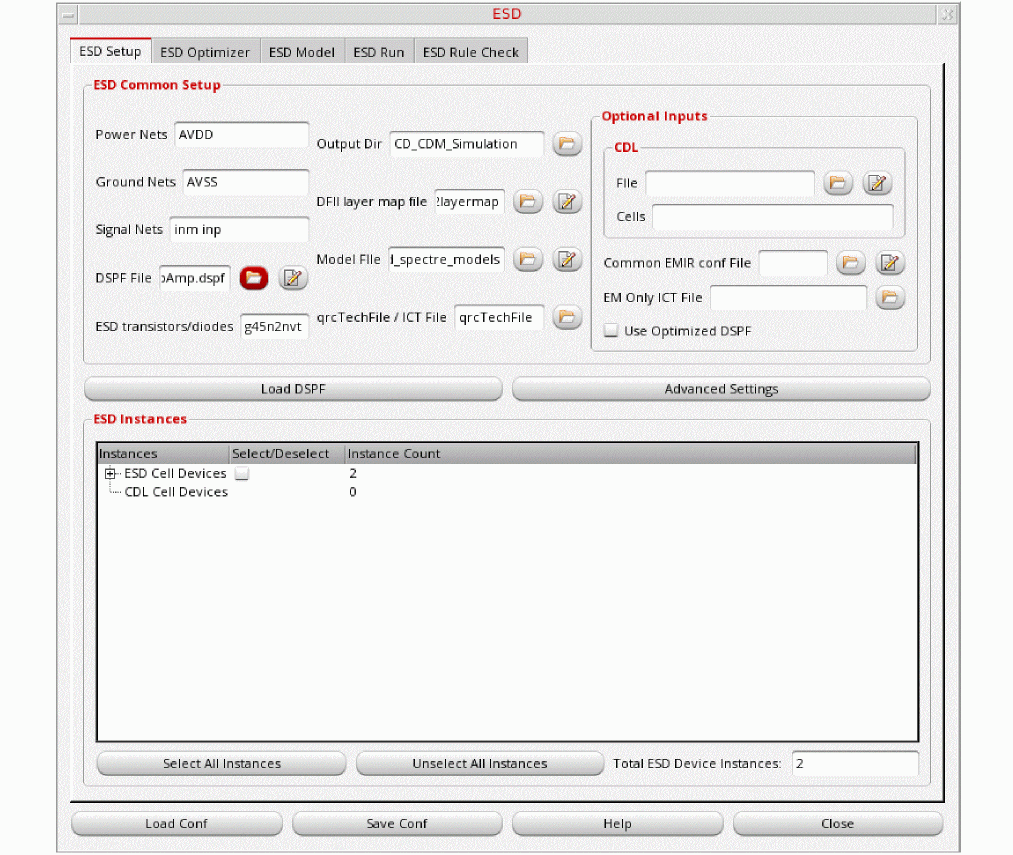 ESD
ESD Setup ESD Optimizer ESD Model ESD Run ESD Rule Check
ESD Common Setup
Power Nets AVDD
Ground Nets AVSS
Signal Nets inm inp
DSPF File Amp.dspf
ESD transistors/diodes g45n2nvt
Output Dir CD_CDM_Simulation
DFII layer map file layermap
Model File _spectre_models
qrcTechFile / ICT File qrcTechFile
Optional Inputs
CDL
File
Cells
Common EMIR conf File
EM Only ICT File
Use Optimized DSPF
Load DSPF Advanced Settings
ESD Instances
Instances Select/Deselect Instance Count
ESD Cell Devices 2
CDL Cell Devices 0
Select All Instances Unselect All Instances Total ESD Device Instances: 2
Load Conf Save Conf Help Close